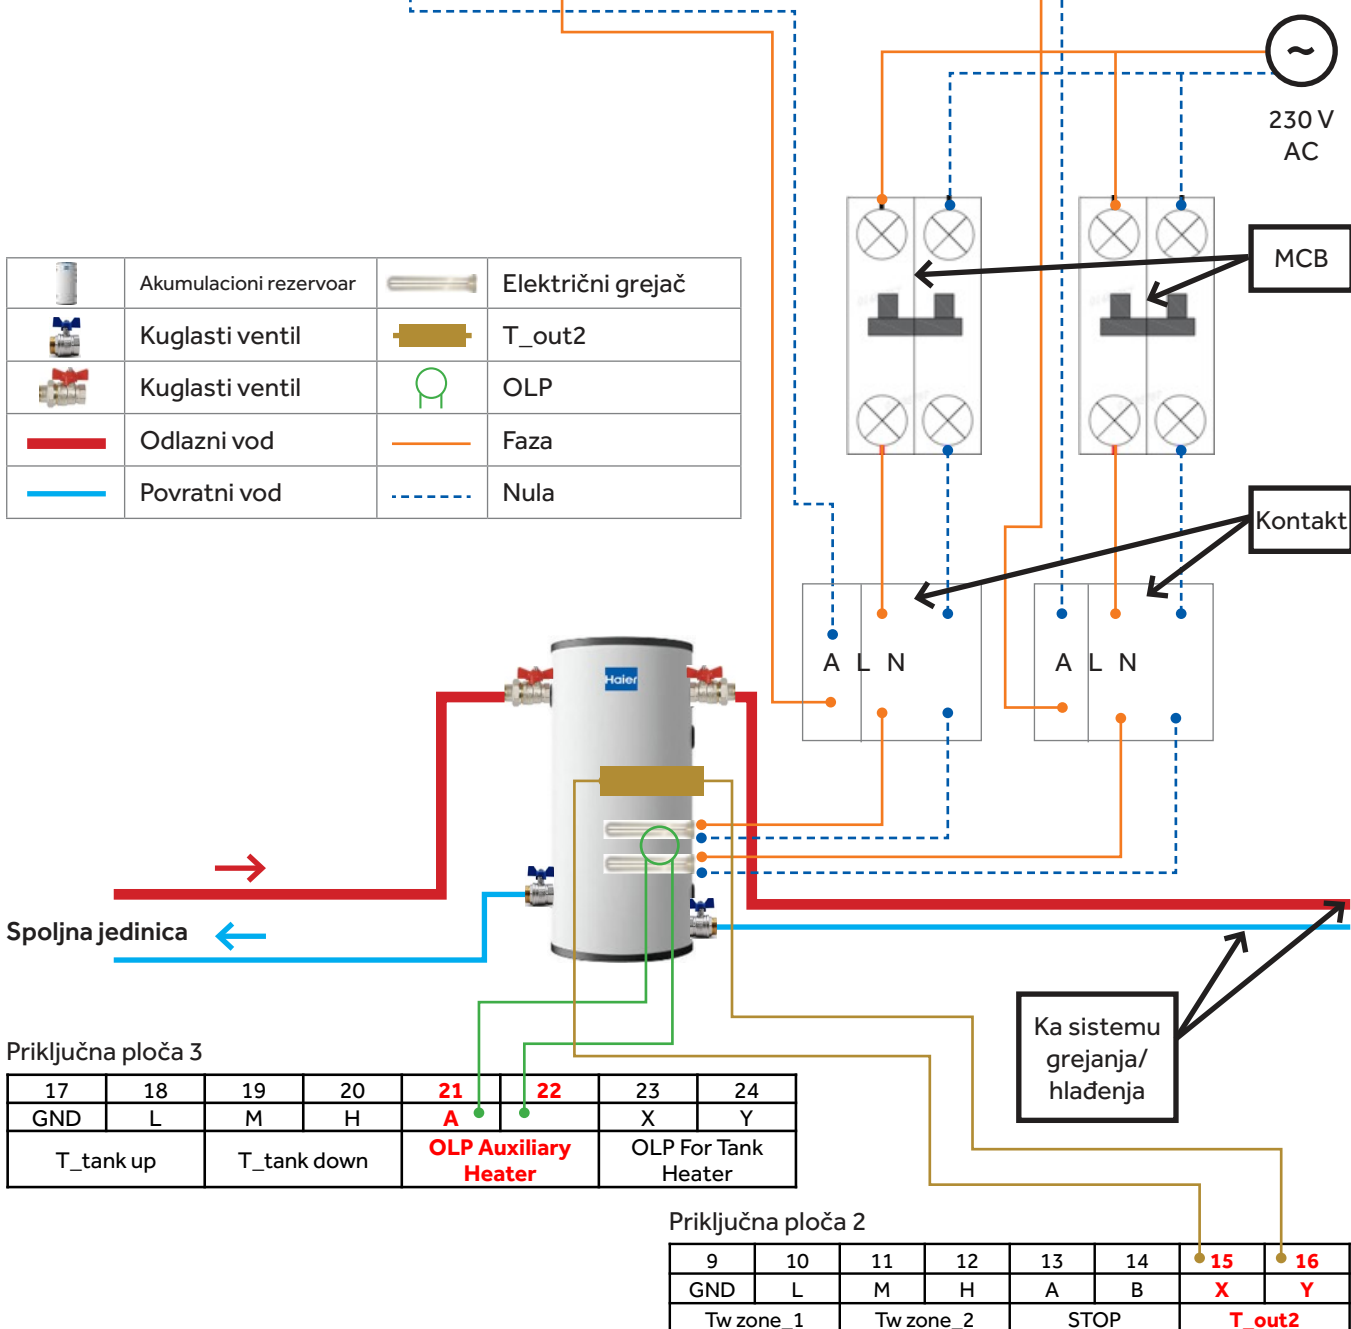 ~
230 V
AC
MCB
Akumulacioni rezervoar
Električni grejač
Kuglasti ventil
T_out2
Kuglasti ventil
OLP
Odlazni vod
Faza
Povratni vod
Nula
Kontakt
A L N
A L N
Haier
Spoljna jedinica
Ka sistemu
grejanja/
hlađenja
Priključna ploča 3
17 18 19 20 21 22 23 24
GND L M H A X Y
T_tank up T_tank down OLP Auxiliary Heater OLP For Tank Heater
Priključna ploča 2
9 10 11 12 13 14 15 16
GND L M H A B X Y
Tw zone_1 Tw zone_2 STOP T_out2